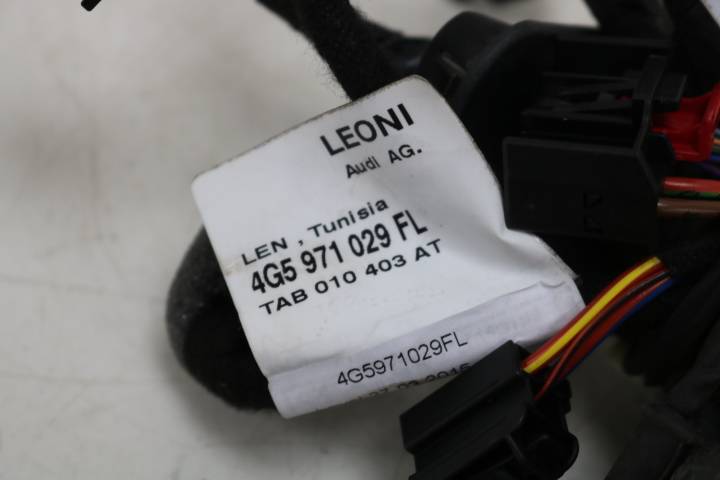 LEONI
Audi AG.
LEN , Tunisia
4G5 971 029 FL
TAB 010 403 AT
4G5971029FL